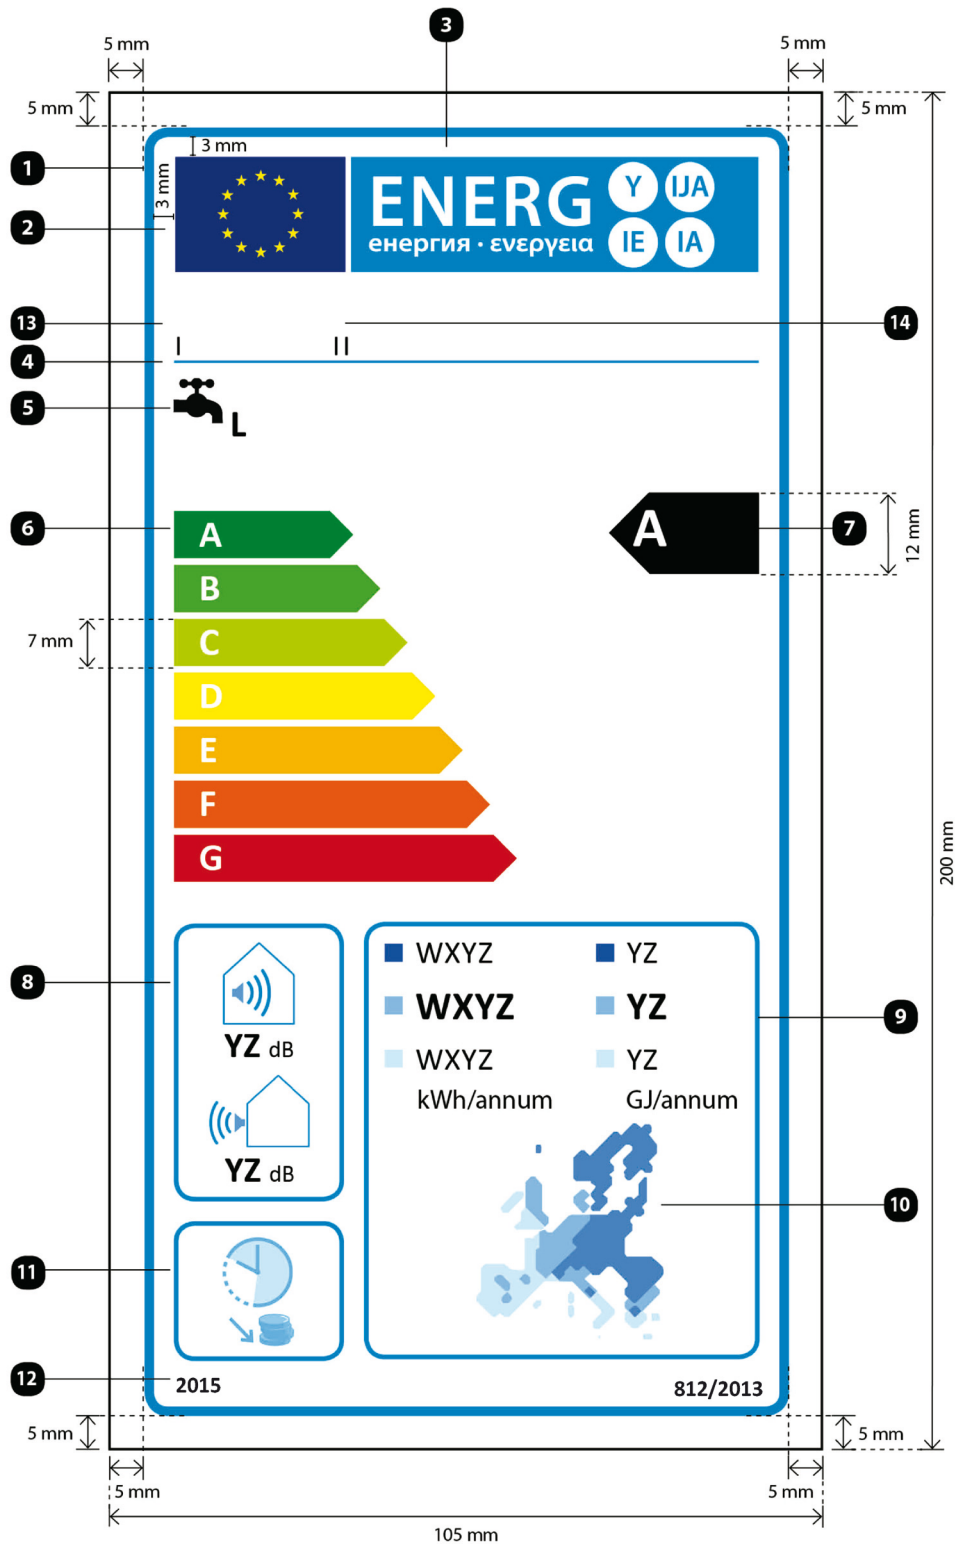 3
5 mm
5 mm
5 mm
5 mm
3 mm
3 mm
1
2
ENERG
енергия · ενεργεια
Y
IJA
IE
IA
13
14
I
II
4
5
L
6
A
A
7
12 mm
B
7 mm
C
D
E
F
G
200 mm
8
YZ dB
YZ dB
WXYZ
YZ
WXYZ
YZ
WXYZ
YZ
kWh/annum
GJ/annum
9
10
11
12
2015
812/2013
5 mm
5 mm
5 mm
5 mm
105 mm